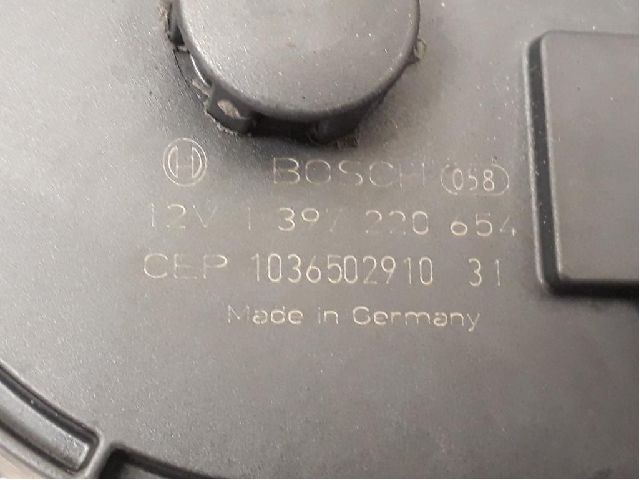 BOSCH 058
12V 1 397 220 654
CEP 1036502910 31
Made in Germany